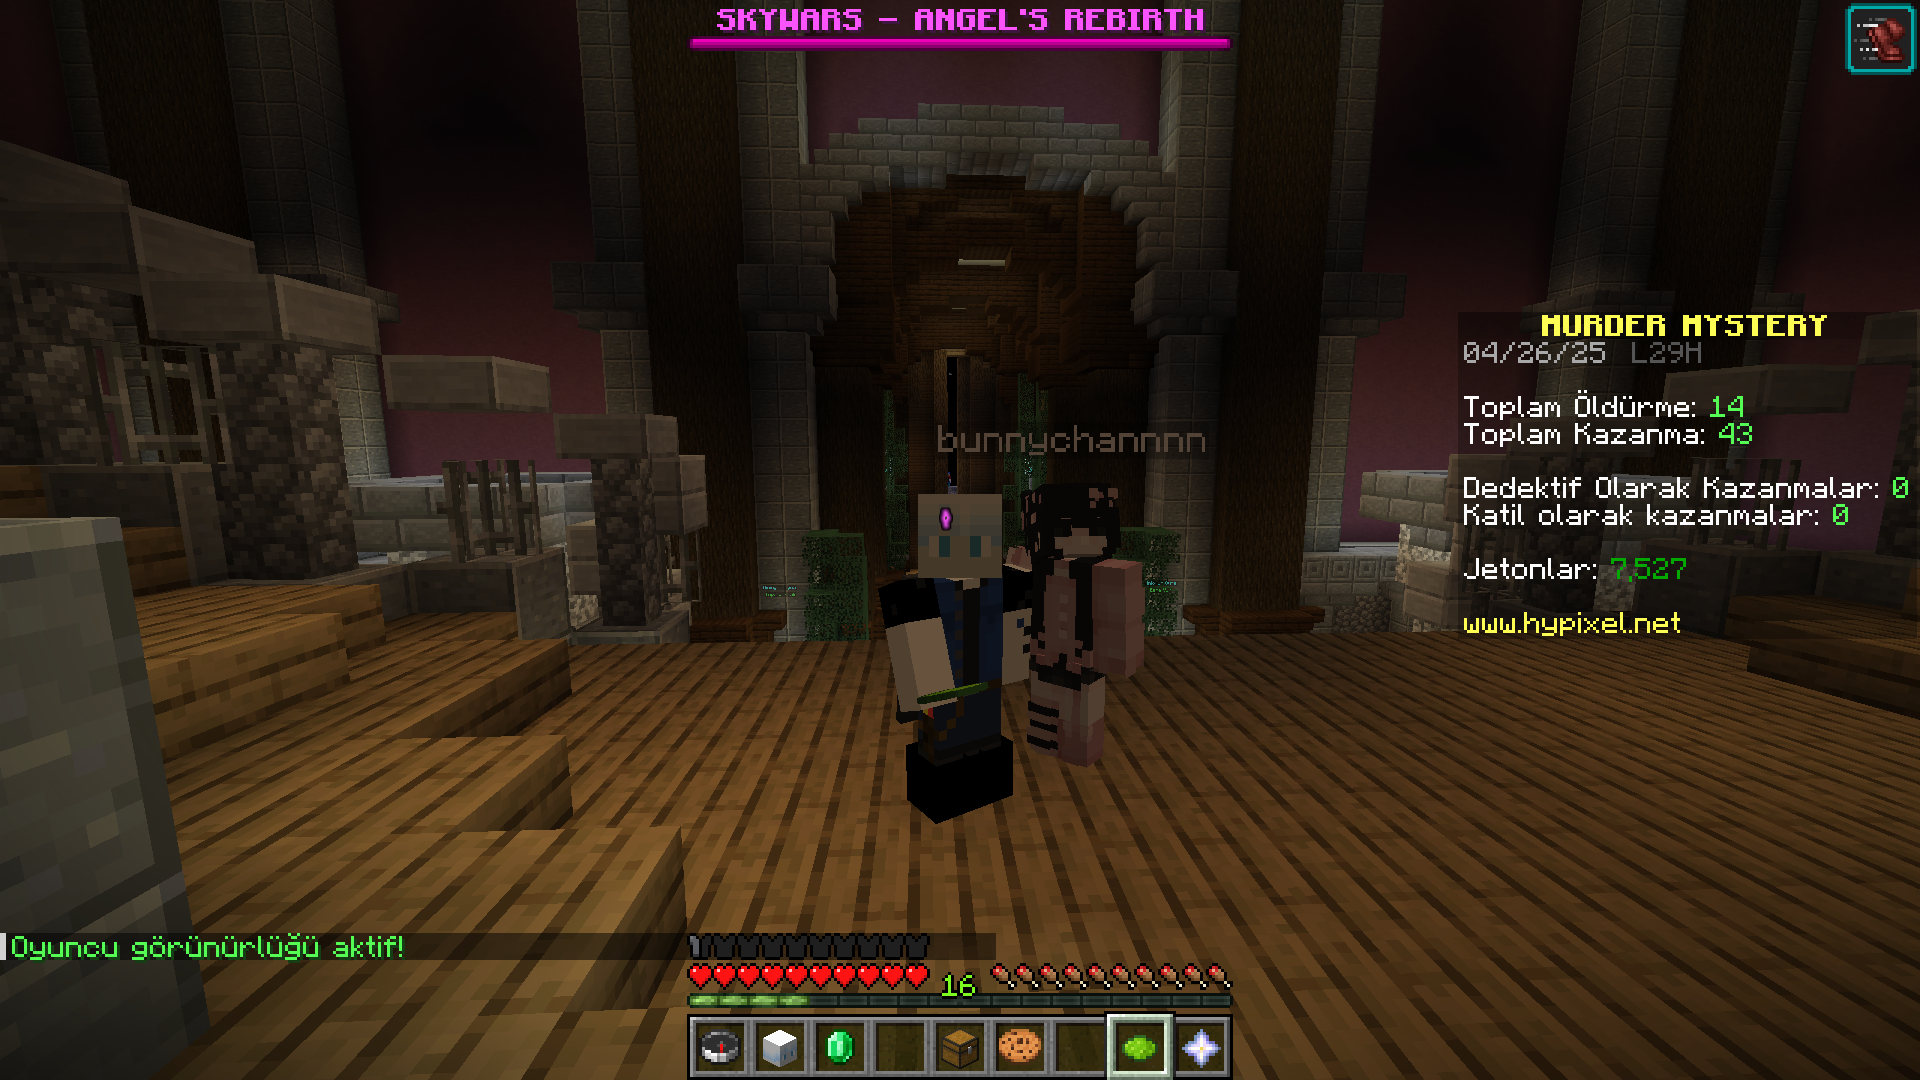 SKYWARS – ANGEL'S REBIRTH
MURDER MYSTERY
04/26/25 L29H
Toplam Öldürme: 14
Toplam Kazanma: 43
Dedektif Olarak Kazanmalar: 0
Katil olarak kazanmalar: 0
Jetonlar: 7,527
www.hypixel.net
bunnychannnn
Oyuncu görünürlüğü aktif!
16